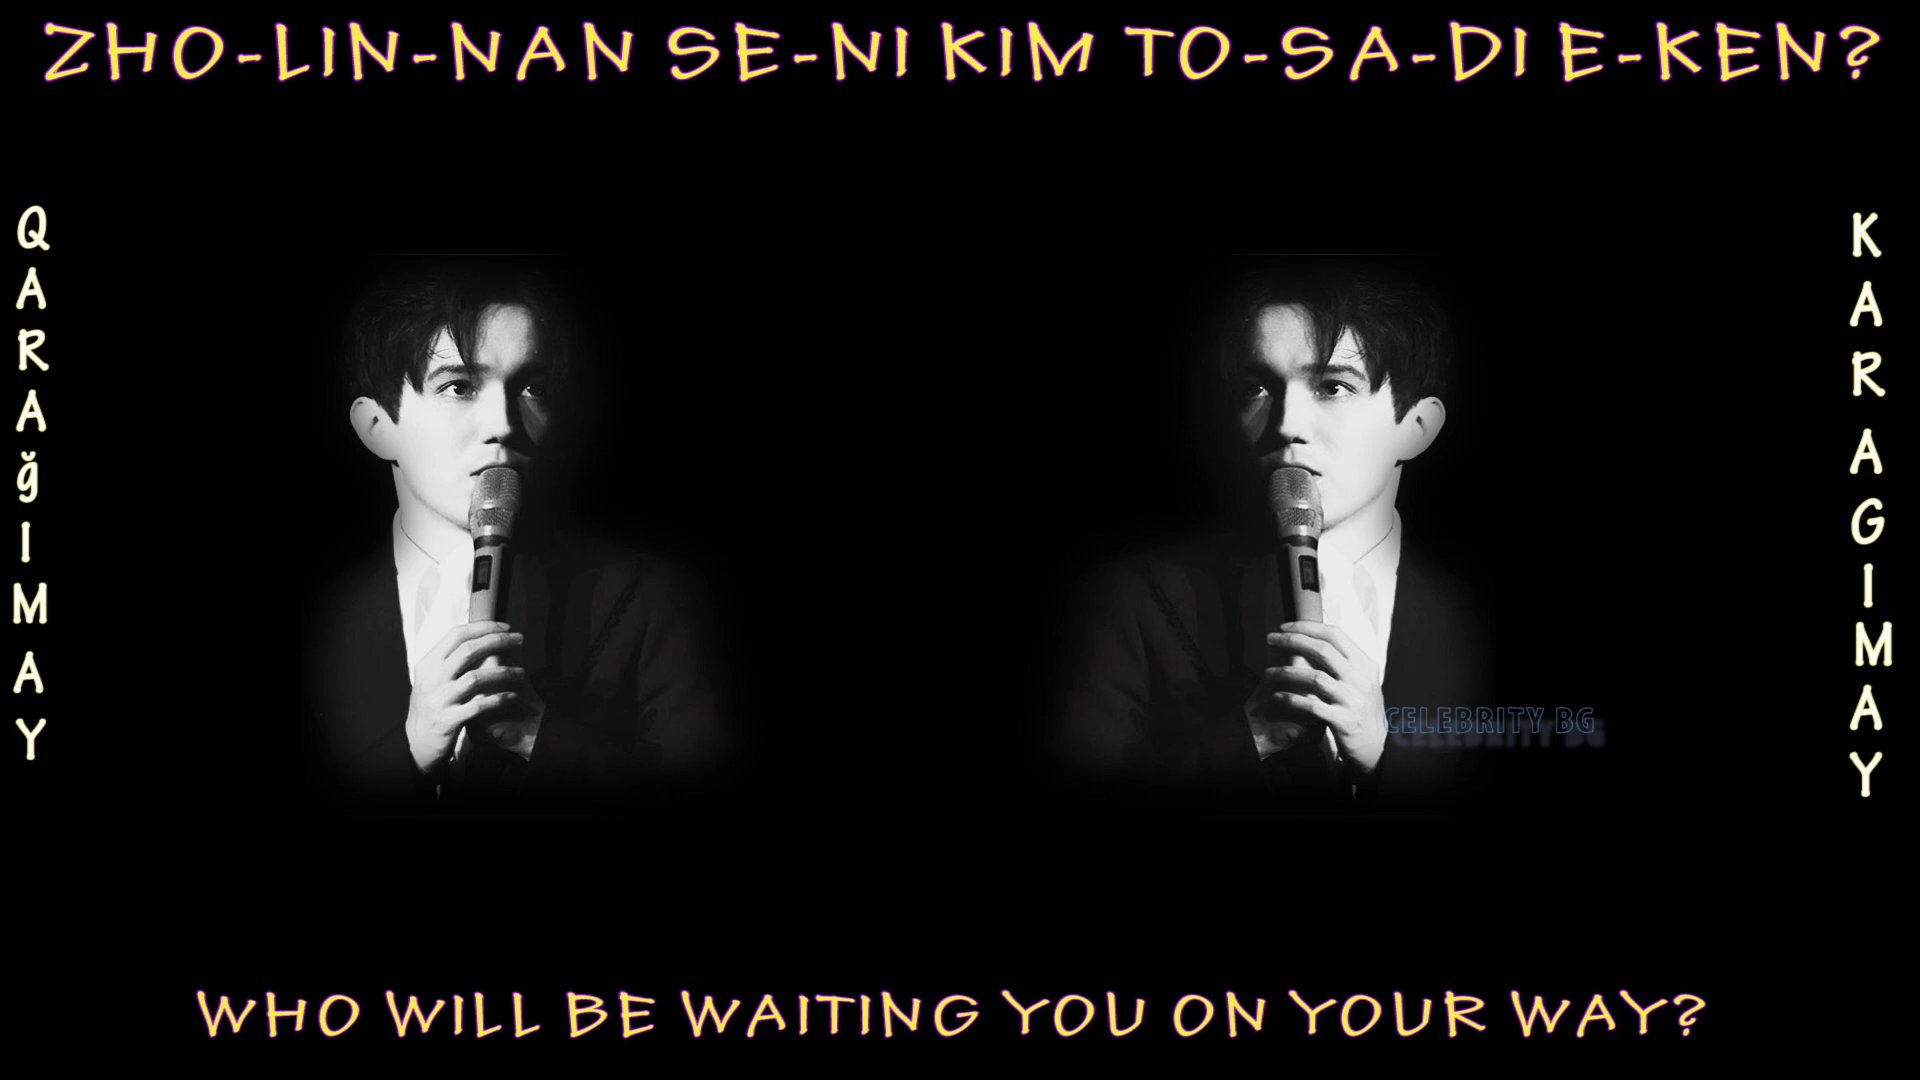 ZHO-LIN-NAN SE-NI KIM TO-SA-DI E-KEN?
QARAğIMAY
KARAGIMAY
CELEBRITY BG
WHO WILL BE WAITING YOU ON YOUR WAY?